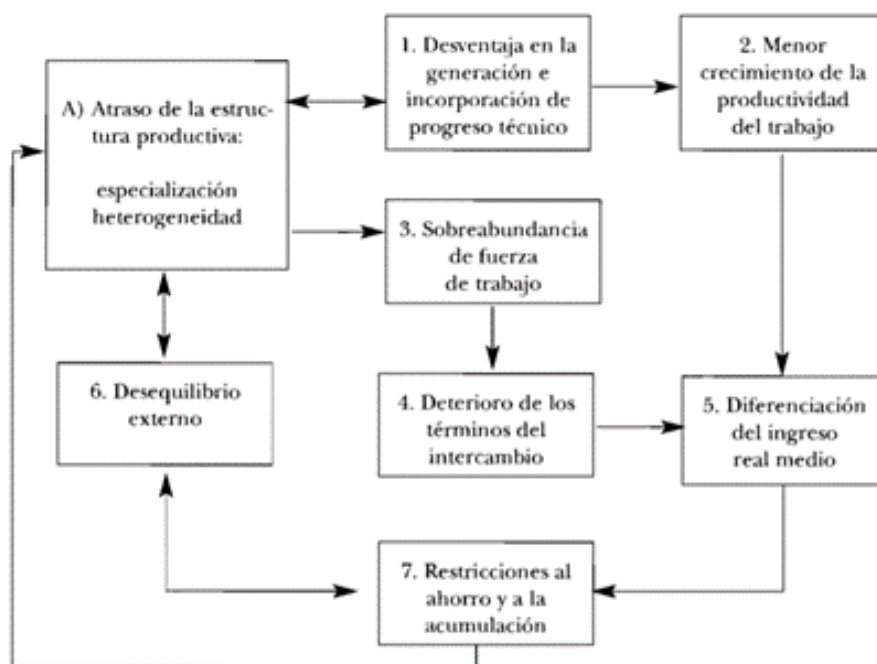 1. Desventaja en la
generación e
incorporación de
progreso técnico
2. Menor
crecimiento de la
productividad
del trabajo
A) Atraso de la estruc-
tura productiva:
especialización
heterogeneidad
3. Sobreabundancia
de fuerza
de trabajo
6. Desequilibrio
externo
4. Deterioro de los
términos del
intercambio
5. Diferenciación
del ingreso
real medio
7. Restricciones al
ahorro y a la
acumulación